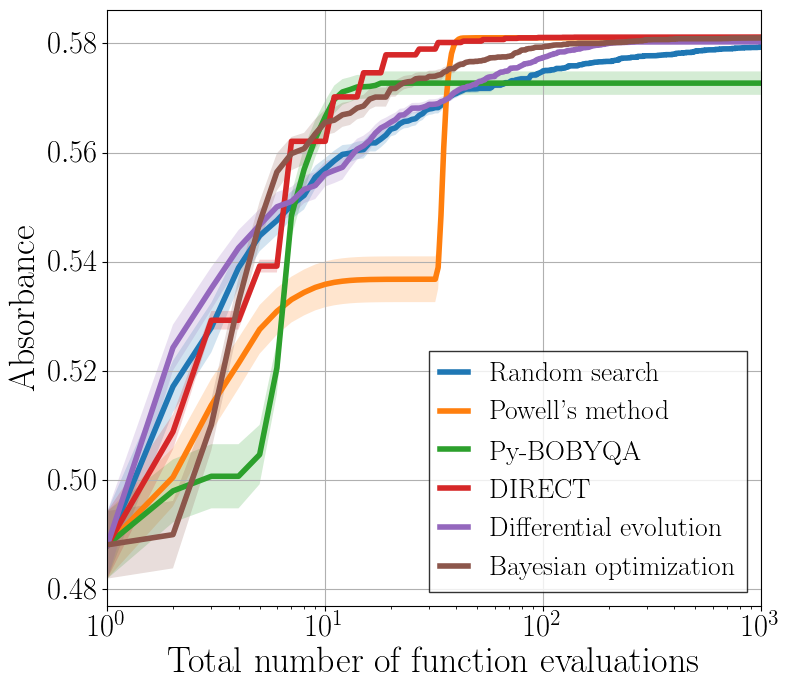 0.58
0.56
0.54
0.52
0.50
0.48
Absorbance
Random search
Powell's method
Py-BOBYQA
DIRECT
Differential evolution
Bayesian optimization
10^0 10^1 10^2 10^3
Total number of function evaluations